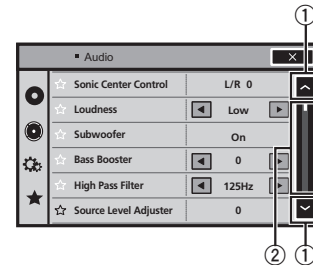 ①
Audio
Sonic Center Control L/R 0
Loudness Low
Subwoofer On
Bass Booster 0
High Pass Filter 125Hz
Source Level Adjuster 0
② ①